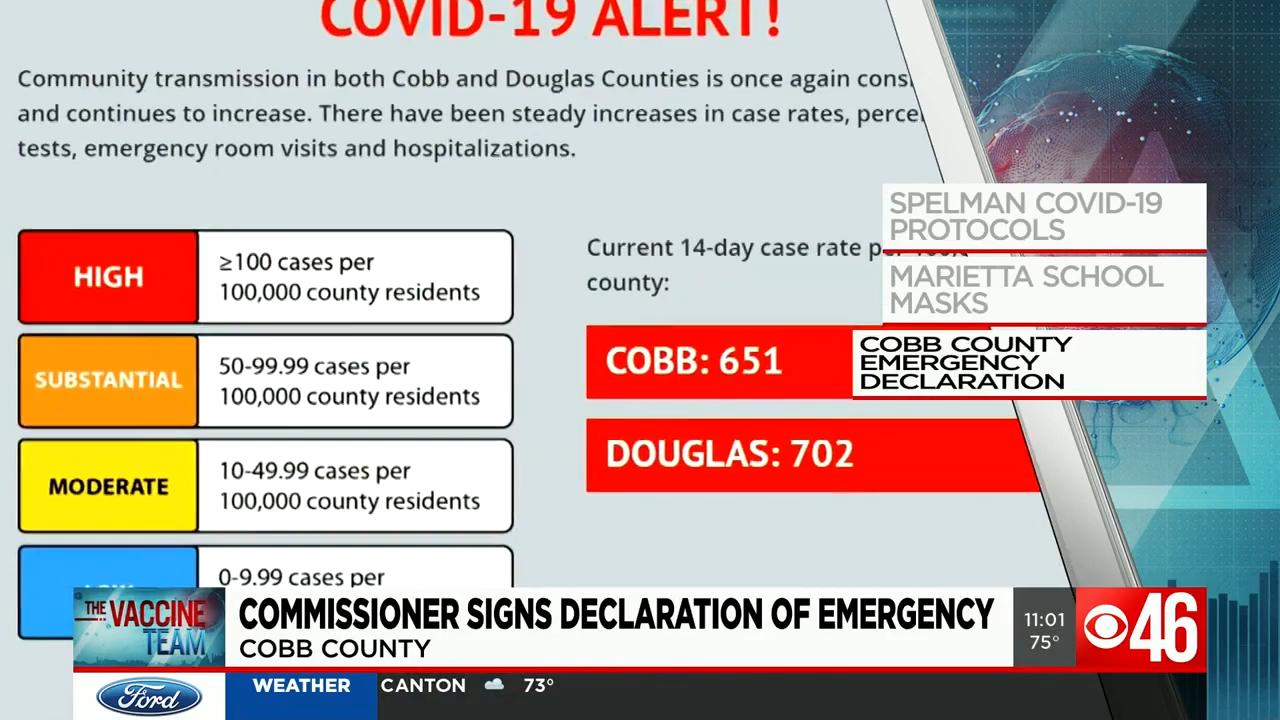 COVID-19 ALERT!
Community transmission in both Cobb and Douglas Counties is once again
and continues to increase. There have been steady increases in case rates,
tests, emergency room visits and hospitalizations.
HIGH
≥100 cases per
100,000 county residents
SUBSTANTIAL
50-99.99 cases per
100,000 county residents
MODERATE
10-49.99 cases per
100,000 county residents
0-9.99 cases per
Current 14-day case rate
county:
COBB: 651
DOUGLAS: 702
SPELMAN COVID-19
PROTOCOLS
MARIETTA SCHOOL
MASKS
COBB COUNTY
EMERGENCY
DECLARATION
THE VACCINE
TEAM
COMMISSIONER SIGNS DECLARATION OF EMERGENCY
COBB COUNTY
11:01
75°
46
Ford
WEATHER
CANTON
73°